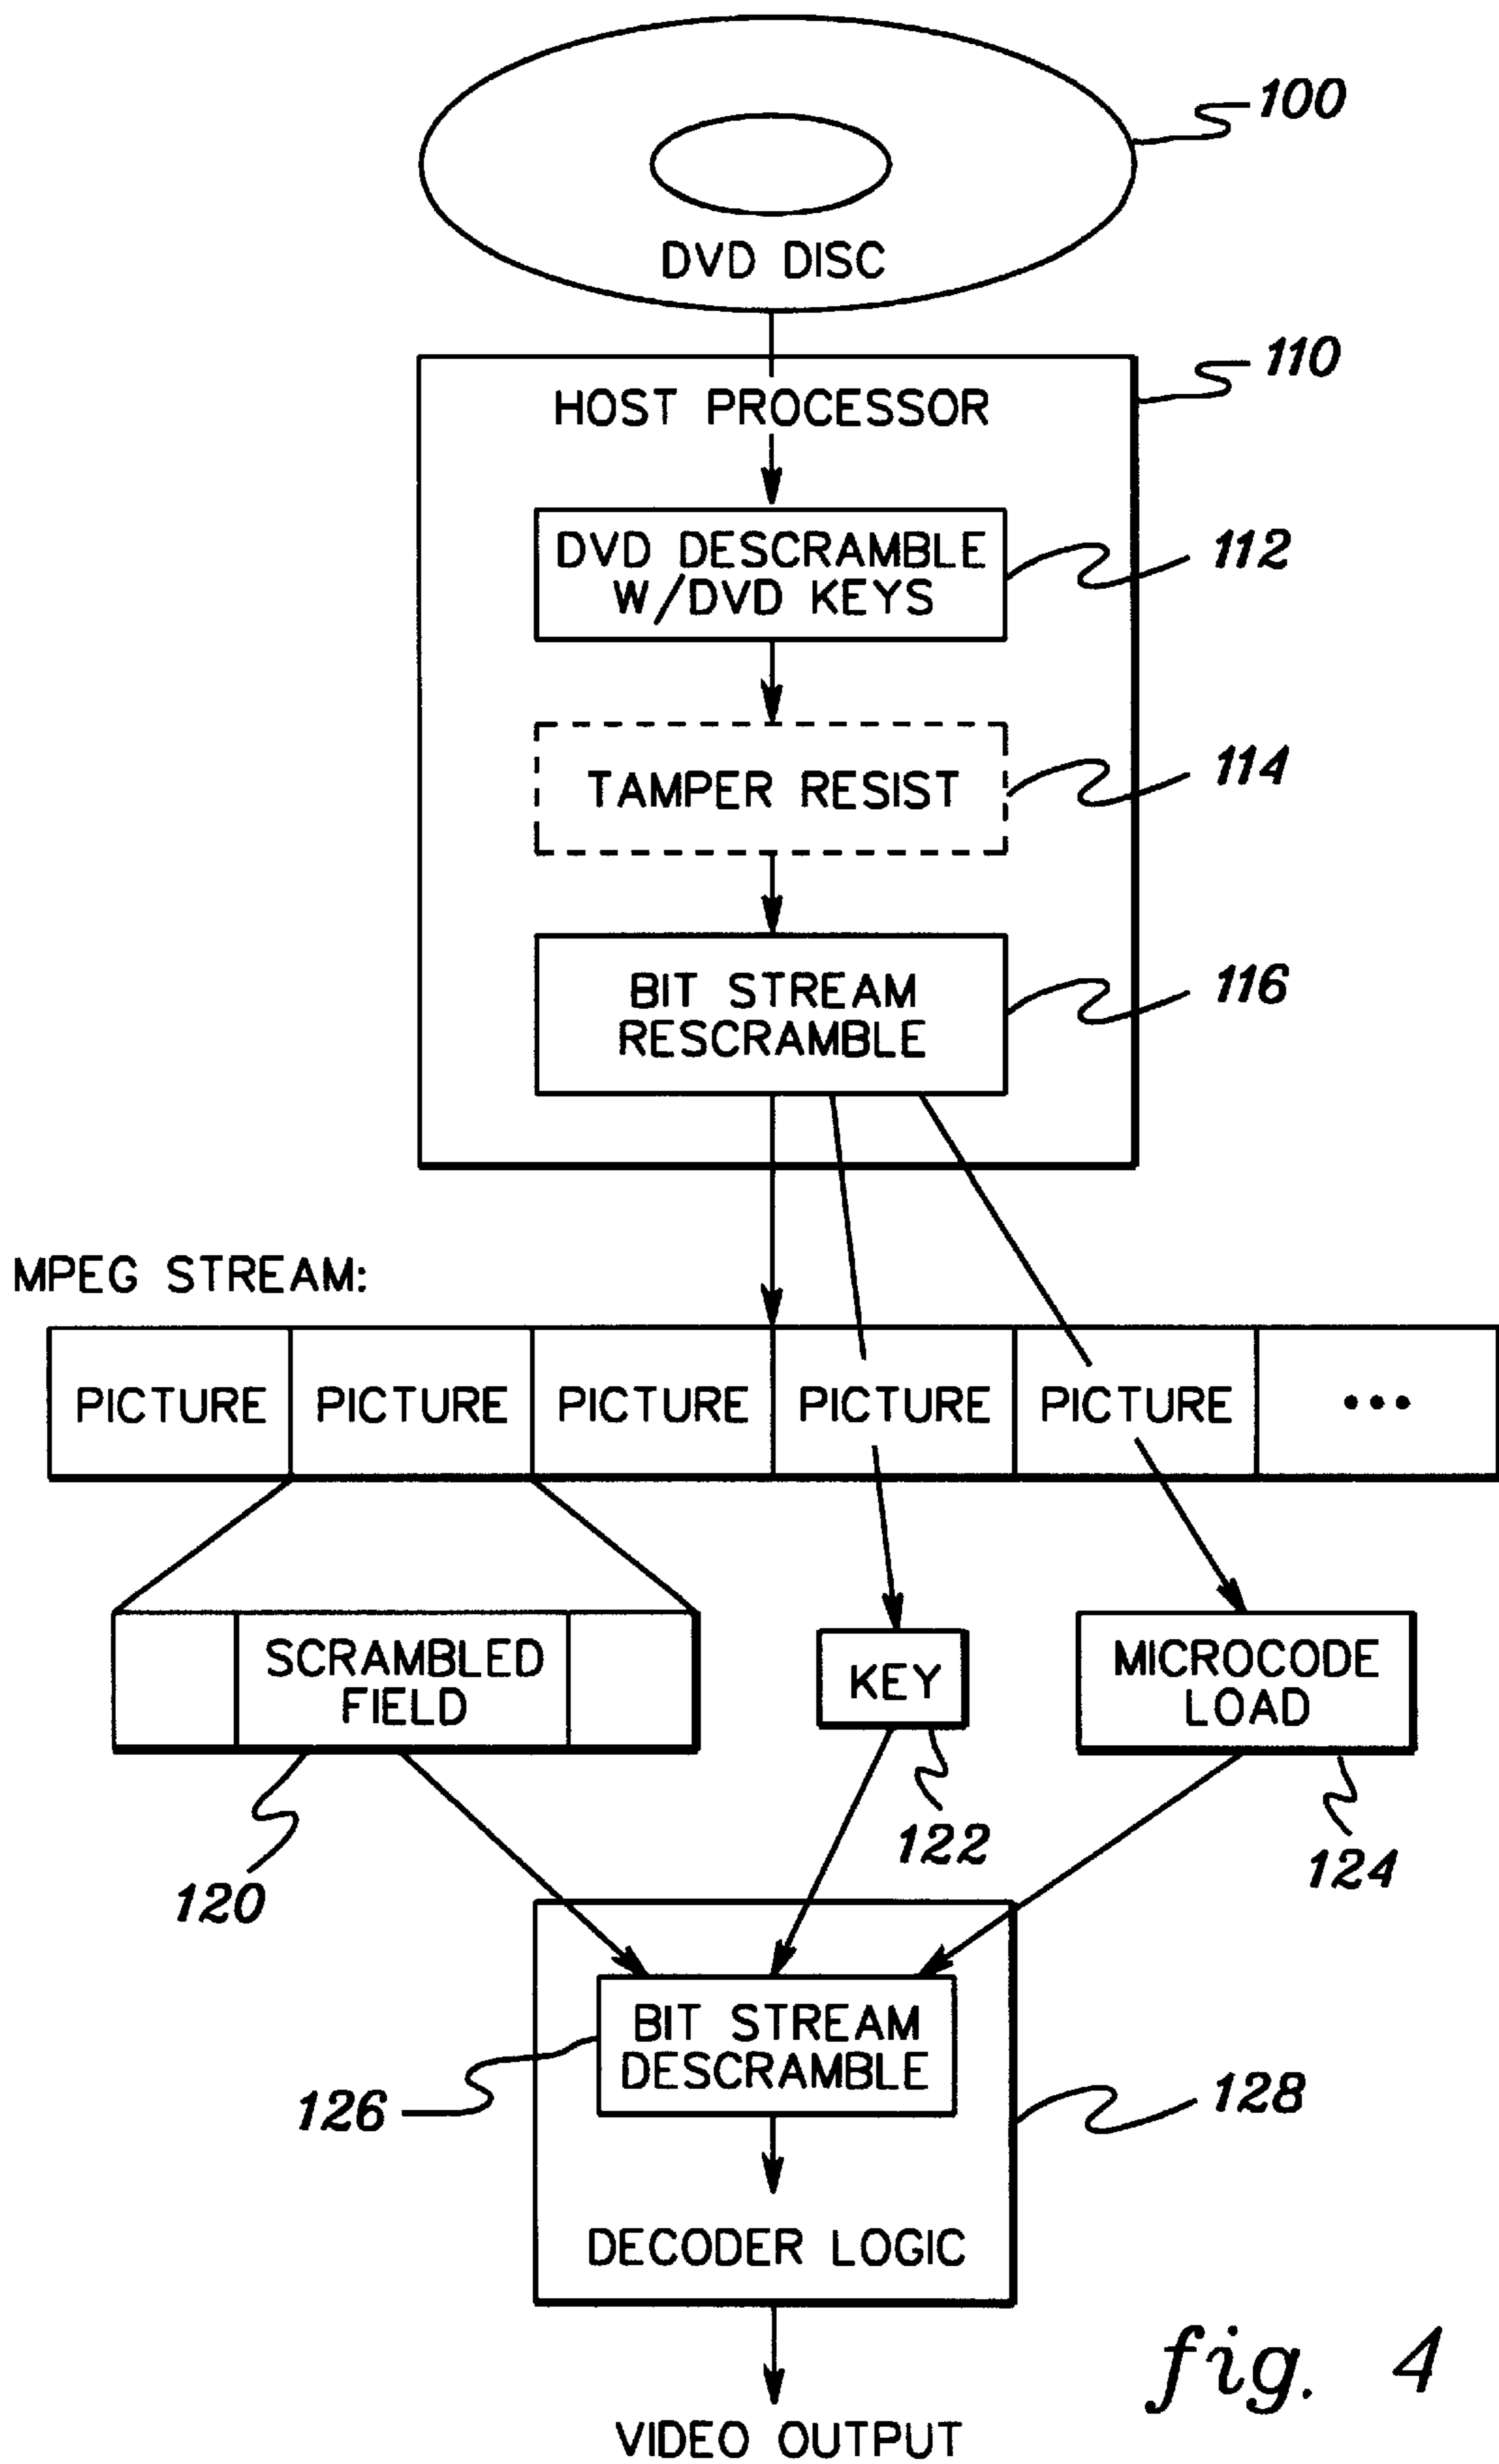 100
DVD DISC
110
HOST PROCESSOR
DVD DESCRAMBLE
W/DVD KEYS
112
TAMPER RESIST
114
BIT STREAM
RESCRAMBLE
116
MPEG STREAM:
PICTURE PICTURE PICTURE PICTURE PICTURE •••
SCRAMBLED
FIELD
KEY
MICROCODE
LOAD
120
122
124
BIT STREAM
DESCRAMBLE
126
128
DECODER LOGIC
fig. 4
VIDEO OUTPUT